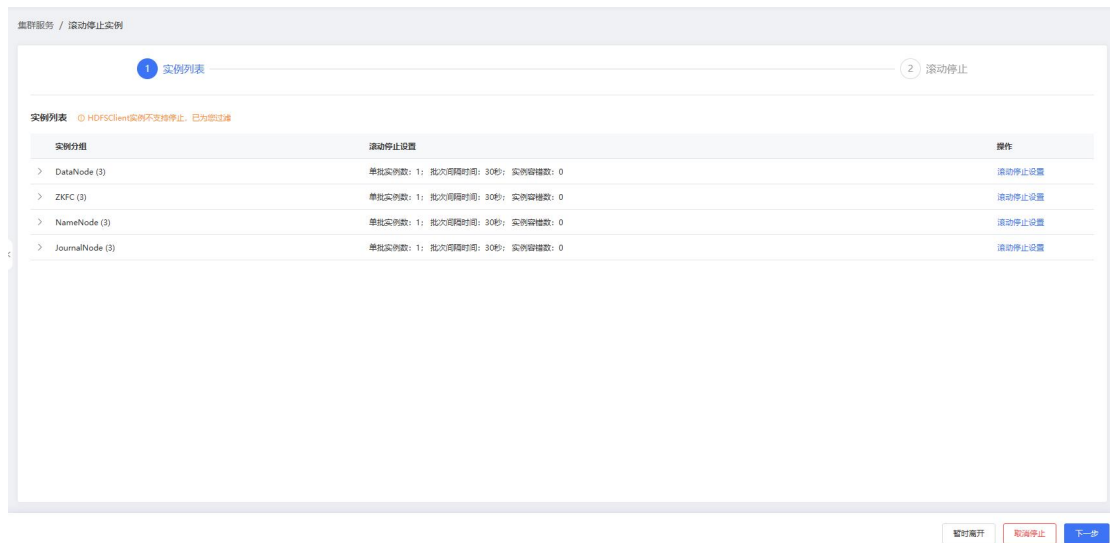 集群服务 / 滚动停止实例
1 实例列表
2 滚动停止
实例列表 HDFSClient实例不支持停止，已为您过滤
实例分组 滚动停止设置 操作
DataNode (3) 单批实例数：1； 批次间隔时间：30秒； 实例容错数：0 滚动停止设置
ZKFC (3) 单批实例数：1； 批次间隔时间：30秒； 实例容错数：0 滚动停止设置
NameNode (3) 单批实例数：1； 批次间隔时间：30秒； 实例容错数：0 滚动停止设置
JournalNode (3) 单批实例数：1； 批次间隔时间：30秒； 实例容错数：0 滚动停止设置
暂时离开 取消停止 下一步